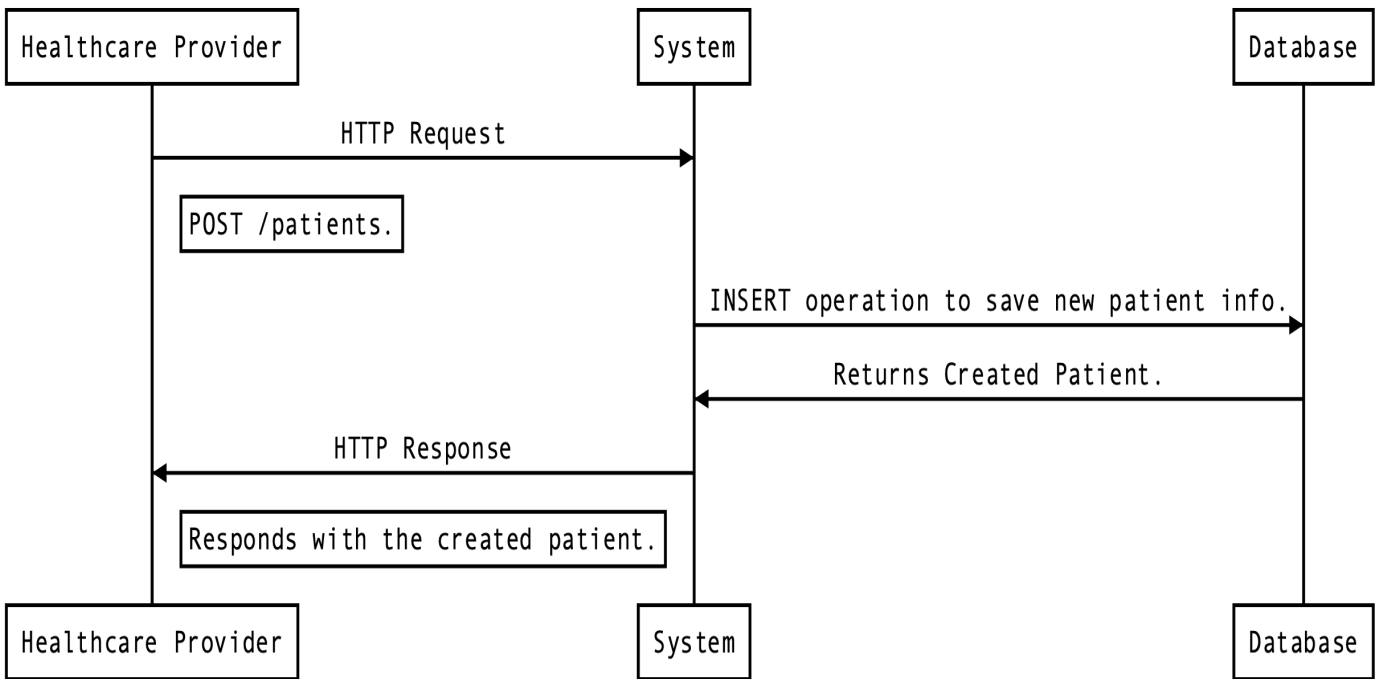 Healthcare Provider
System
Database
HTTP Request
POST /patients.
INSERT operation to save new patient info.
Returns Created Patient.
HTTP Response
Responds with the created patient.
Healthcare Provider
System
Database